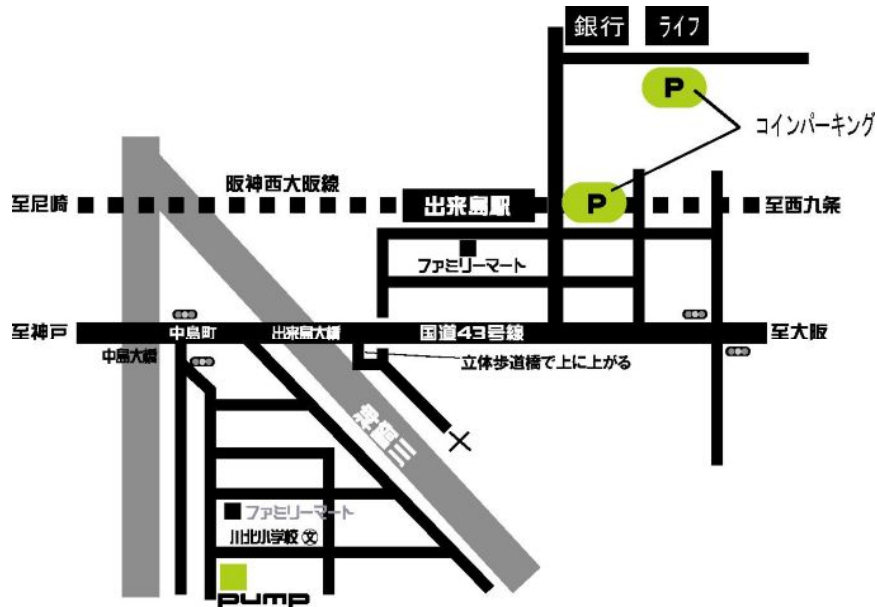 銀行
ライフ
P
コインパーキング
阪神西大阪線
至尼崎
出来島駅
P
至西九条
ファミリーマート
至神戸
中島町
出来島大橋
国道43号線
至大阪
中島大橋
立体歩道橋で上に上がる
ファミリーマート
川北小学校 文
pump